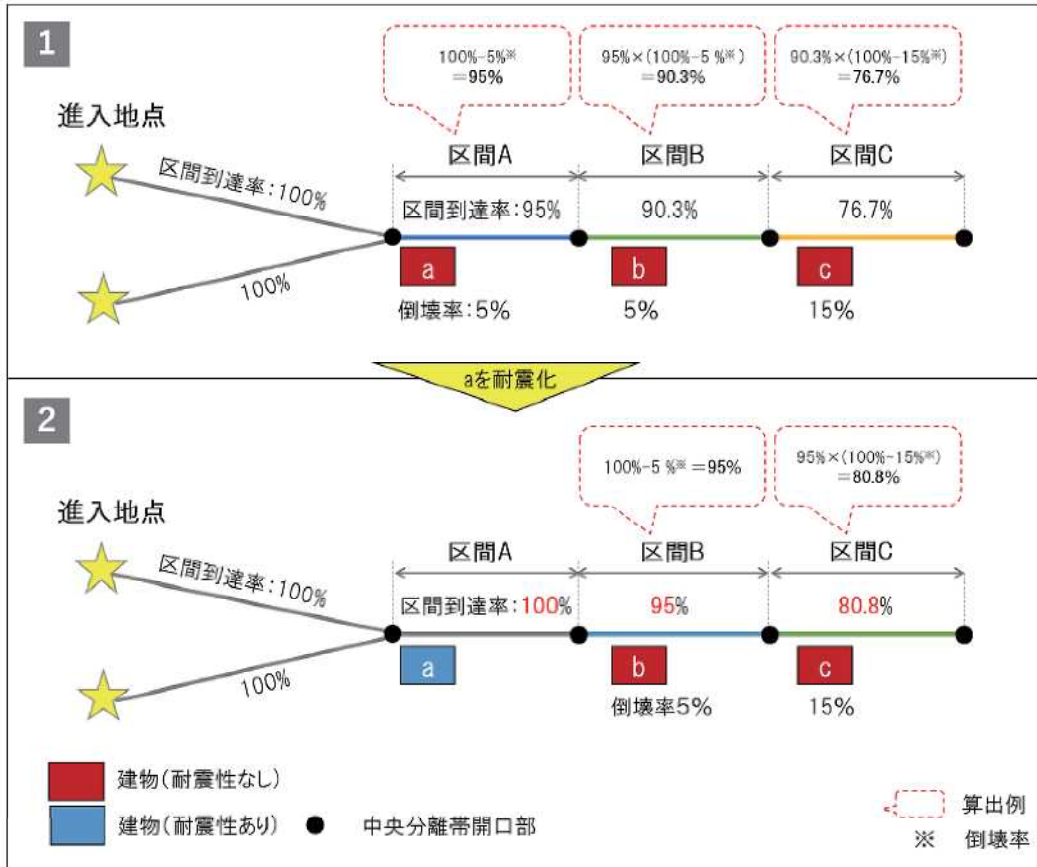 1
100%-5%※
=95%
95%×(100%-5 %※)
=90.3%
90.3%×(100%-15%※)
=76.7%
進入地点
区間A
区間B
区間C
区間到達率:100%
区間到達率:95%
90.3%
76.7%
100%
a
b
c
倒壊率:5%
5%
15%
aを耐震化
2
100%-5 %※ =95%
95%×(100%-15%※)
=80.8%
進入地点
区間A
区間B
区間C
区間到達率:100%
区間到達率:100%
95%
80.8%
100%
a
b
c
倒壊率5%
15%
建物(耐震性なし)
建物(耐震性あり)
中央分離帯開口部
算出例
※ 倒壊率